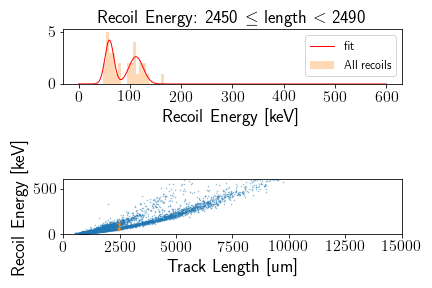 Recoil Energy: 2450 ≤ length < 2490
5
0
fit
All recoils
0 100 200 300 400 500 600
Recoil Energy [keV]
Recoil Energy [keV]
500
0
0 2500 5000 7500 10000 12500 15000
Track Length [um]